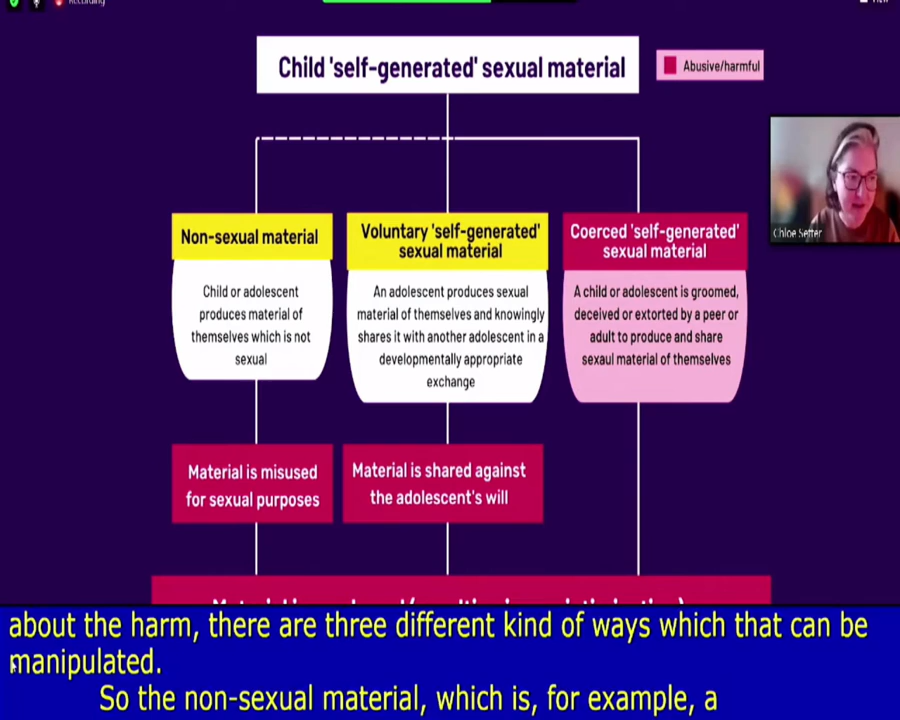 Recording
View
Child 'self-generated' sexual material
Abusive/harmful
Chloe Setter
Non-sexual material
Child or adolescent
produces material of
themselves which is not
sexual
Voluntary 'self-generated'
sexual material
An adolescent produces sexual
material of themselves and knowingly
shares it with another adolescent in a
developmentally appropriate
exchange
Coerced 'self-generated'
sexual material
A child or adolescent is groomed,
deceived or extorted by a peer or
adult to produce and share
sexaul material of themselves
Material is misused
for sexual purposes
Material is shared against
the adolescent's will
about the harm, there are three different kind of ways which that can be
manipulated.
So the non-sexual material, which is, for example, a